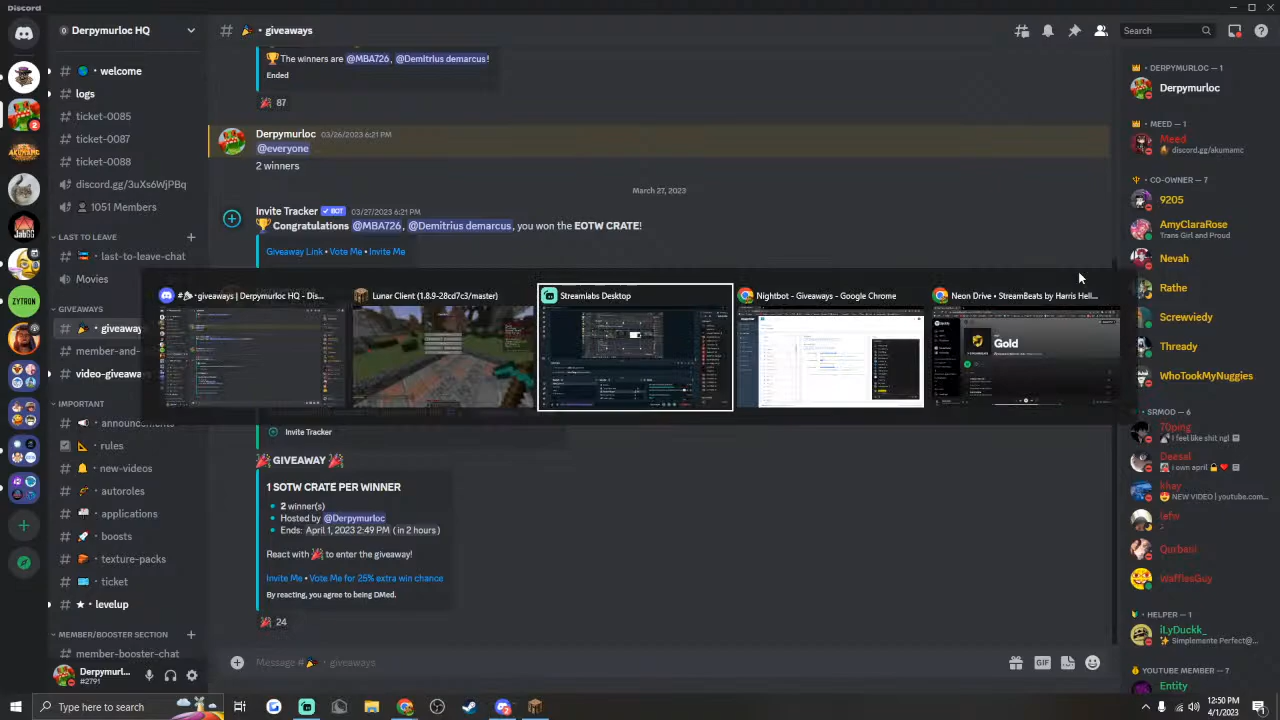 Discord
Derpymurloc HQ
welcome
logs
ticket-0085
ticket-0087
ticket-0088
discord.gg/3uXs6WjPBq
1051 Members
LAST TO LEAVE
last-to-leave-chat
Movies
GIVEAWAYS
giveaways
video-d
IMPORTANT
announcements
rules
new-videos
autoroles
applications
boosts
texture-packs
ticket
levelup
MEMBER/BOOSTER SECTION
member-booster-chat
Derpymurl...
#2791
# • giveaways
Search
The winners are @MBA726, @Demitrius demarcus!
Ended
87
Derpymurloc 03/26/2023 6:21 PM
@everyone
2 winners
March 27, 2023
Invite Tracker ✓ BOT 03/27/2023 6:21 PM
Congratulations @MBA726, @Demitrius demarcus, you won the EOTW CRATE!
Giveaway Link • Vote Me • Invite Me
#🎉・giveaways | Derpymurloc HQ - Dis...
Lunar Client (1.8.9-28cd7c3/master)
Streamlabs Desktop
Nightbot - Giveaways - Google Chrome
Neon Drive • StreamBeats by Harris Hell...
Gold
Invite Tracker
🎉 GIVEAWAY 🎉
1 SOTW CRATE PER WINNER
• 2 winner(s)
• Hosted by @Derpymurloc
• Ends: April 1, 2023 2:49 PM (in 2 hours)
React with 🎉 to enter the giveaway!
Invite Me • Vote Me for 25% extra win chance
By reacting, you agree to being DMed.
24
Message #🎉・giveaways
GIF
DERPYMURLOC — 1
Derpymurloc
MEED — 1
Meed
discord.gg/akumamc
CO-OWNER — 7
9205
AmyClaraRose
Trans Girl and Proud
Nevah
Rathe
Screwviedy
Thready
WhoTookMyNuggies
SRMOD — 6
70ping
i feel like shit ngl
Deesal
i own april
khay
NEW VIDEO | youtube.com...
lefw
Qurbani
WafflesGuy
HELPER — 1
iLyDuckk_
Simplemente Perfect@...
YOUTUBE MEMBER — 7
Entity
Type here to search
12:50 PM
4/1/2023